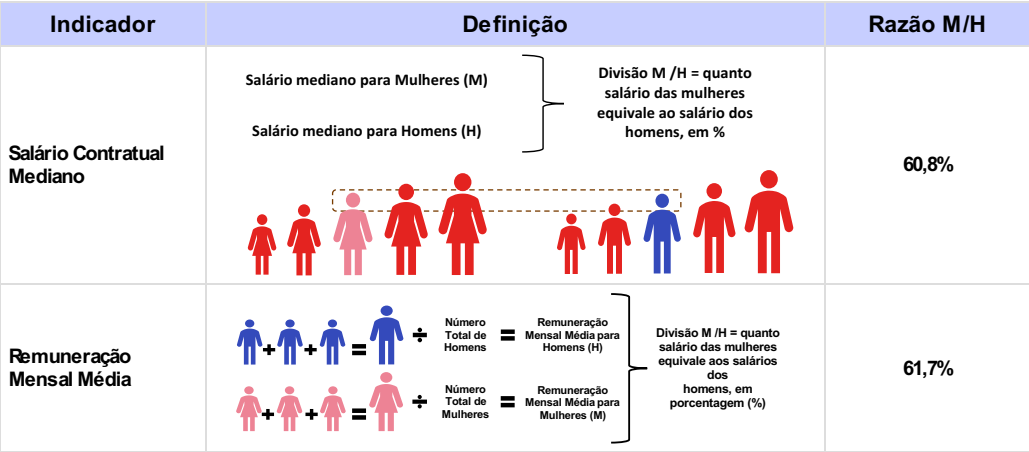 Indicador
Definição
Razão M/H
Salário Contratual
Mediano
Salário mediano para Mulheres (M)
Salário mediano para Homens (H)
Divisão M /H = quanto
salário das mulheres
equivale ao salário dos
homens, em %
60,8%
Remuneração
Mensal Média
+ + = ÷
Número
Total de
Homens
=
Remuneração
Mensal Média para
Homens (H)
+ + = ÷
Número
Total de
Mulheres
=
Remuneração
Mensal Média para
Mulheres (M)
Divisão M /H = quanto
salário das mulheres
equivale aos salários
dos
homens, em
porcentagem (%)
61,7%